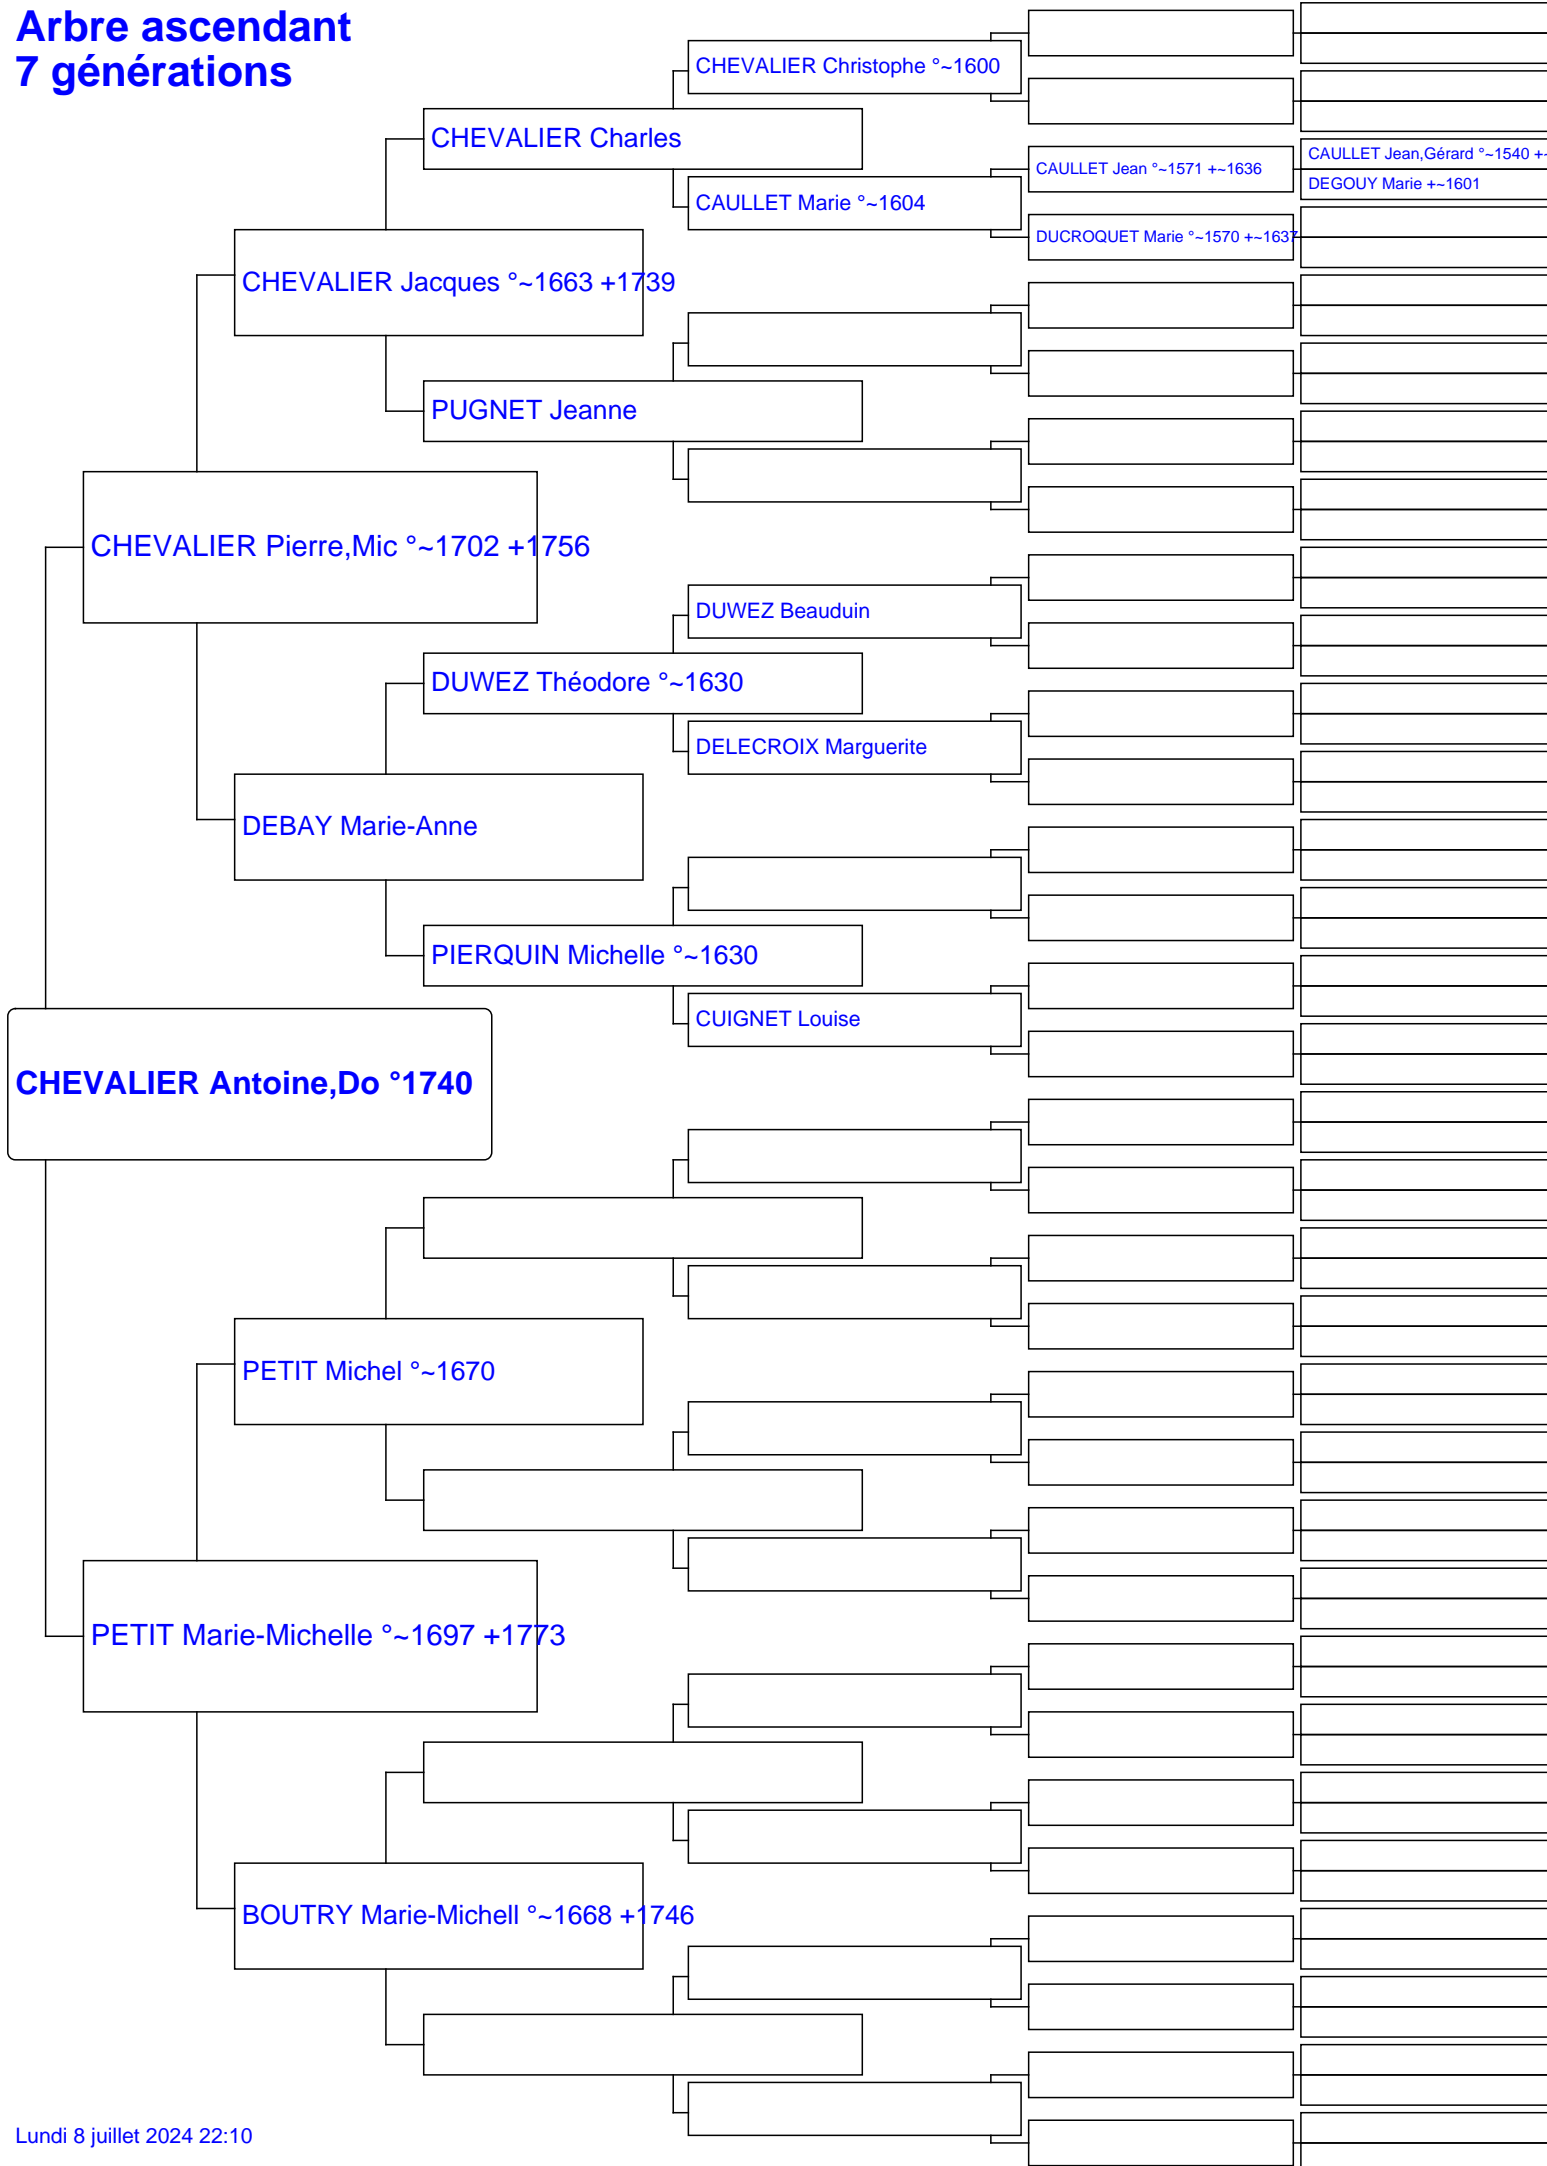 Arbre ascendant
7 générations
CHEVALIER Christophe °~1600
CHEVALIER Charles
CAULLET Jean,Gérard °~1540 +~
CAULLET Jean °~1571 +~1636
DEGOUY Marie +~1601
CAULLET Marie °~1604
DUCROQUET Marie °~1570 +~1637
CHEVALIER Jacques °~1663 +1739
PUGNET Jeanne
CHEVALIER Pierre,Mic °~1702 +1756
DUWEZ Beauduin
DUWEZ Théodore °~1630
DELECROIX Marguerite
DEBAY Marie-Anne
PIERQUIN Michelle °~1630
CUIGNET Louise
CHEVALIER Antoine,Do °1740
PETIT Michel °~1670
PETIT Marie-Michelle °~1697 +1773
BOUTRY Marie-Michell °~1668 +1746
Lundi 8 juillet 2024 22:10